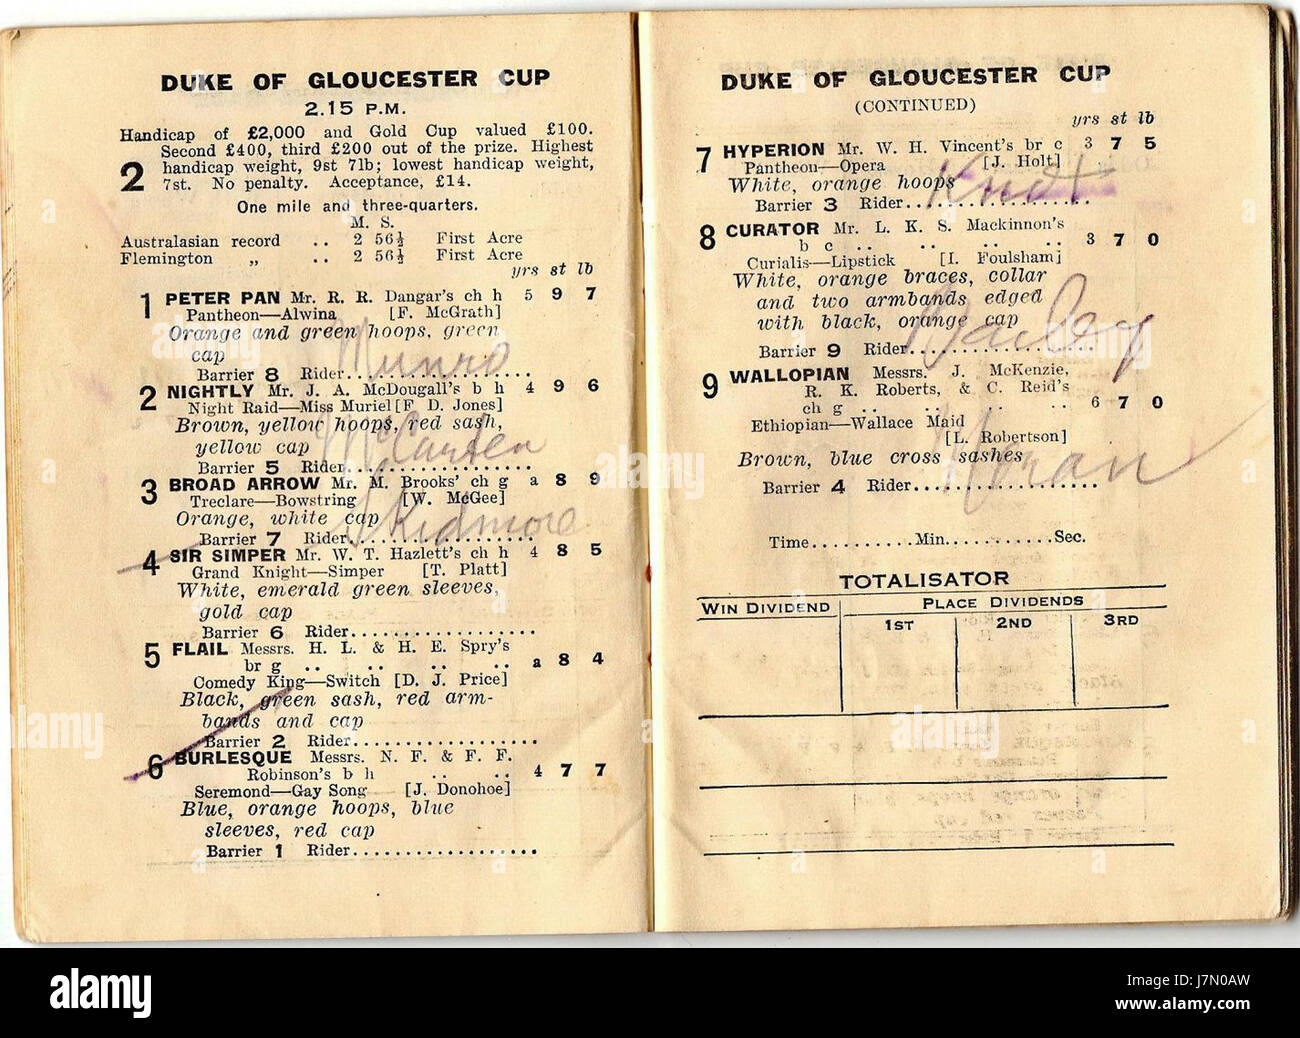 DUKE OF GLOUCESTER CUP
2.15 P.M.
Handicap of £2,000 and Gold Cup valued £100.
Second £400, third £200 out of the prize. Highest
2 handicap weight, 9st 7lb; lowest handicap weight,
7st. No penalty. Acceptance, £14.
One mile and three-quarters.
M. S.
Australasian record .. 2 56½ First Acre
Flemington „ .. 2 56½ First Acre
yrs st lb
1 PETER PAN Mr. R. R. Dangar's ch h 5 9 7
Pantheon—Alwina [F. McGrath]
Orange and green hoops, green
cap
Munro
Barrier 8 Rider..................
2 NIGHTLY Mr. J. A. McDougall's b h 4 9 6
Night Raid—Miss Muriel [F. D. Jones]
Brown, yellow hoops, red sash,
yellow cap
McCarten
Barrier 5 Rider..................
3 BROAD ARROW Mr. M. Brooks' ch g a 8 9
Treclare—Bowstring [W. McGee]
Orange, white cap
Skidmore
Barrier 7 Rider..................
4 SIR SIMPER Mr. W. T. Hazlett's ch h 4 8 5
Grand Knight—Simper [T. Platt]
White, emerald green sleeves,
gold cap
Barrier 6 Rider..................
5 FLAIL Messrs. H. L. & H. E. Spry's
br g .. .. .. .. a 8 4
Comedy King—Switch [D. J. Price]
Black, green sash, red arm-
bands and cap
Barrier 2 Rider..................
6 BURLESQUE Messrs. N. F. & F. F.
Robinson's b h .. .. 4 7 7
Seremond—Gay Song [J. Donohoe]
Blue, orange hoops, blue
sleeves, red cap
Barrier 1 Rider..................
DUKE OF GLOUCESTER CUP
(CONTINUED)
yrs st lb
7 HYPERION Mr. W. H. Vincent's br c 3 7 5
Pantheon—Opera [J. Holt]
White, orange hoops
Knox
Barrier 3 Rider..................
8 CURATOR Mr. L. K. S. Mackinnon's
b c .. .. .. .. 3 7 0
Curialis—Lipstick [I. Foulsham]
White, orange braces, collar
and two armbands edged
with black, orange cap
Bailey
Barrier 9 Rider..................
9 WALLOPIAN Messrs. J. McKenzie,
R. K. Roberts, & C. Reid's
ch g .. .. .. .. 6 7 0
Ethiopian—Wallace Maid
[L. Robertson]
Brown, blue cross sashes
Moran
Barrier 4 Rider..................
Time..........Min...........Sec.
TOTALISATOR
WIN DIVIDEND PLACE DIVIDENDS
1ST 2ND 3RD
alamy
J7N0AW
www.alamy.com